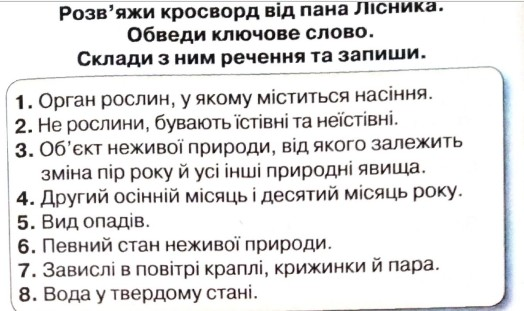 Розв’яжи кросворд від пана Лісника.
Обведи ключове слово.
Склади з ним речення та запиши.
1. Орган рослин, у якому міститься насіння.
2. Не рослини, бувають їстівні та неїстівні.
3. Об’єкт неживої природи, від якого залежить
зміна пір року й усі інші природні явища.
4. Другий осінній місяць і десятий місяць року.
5. Вид опадів.
6. Певний стан неживої природи.
7. Завислі в повітрі краплі, крижинки й пара.
8. Вода у твердому стані.